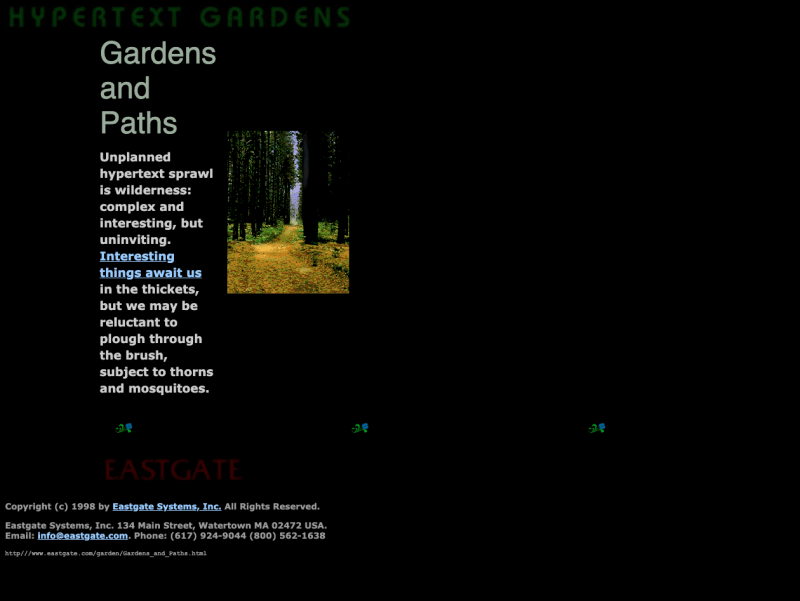 HYPERTEXT GARDENS
Gardens
and
Paths
Unplanned
hypertext sprawl
is wilderness:
complex and
interesting, but
uninviting.
Interesting
things await us
in the thickets,
but we may be
reluctant to
plough through
the brush,
subject to thorns
and mosquitoes.
EASTGATE
Copyright (c) 1998 by Eastgate Systems, Inc. All Rights Reserved.
Eastgate Systems, Inc. 134 Main Street, Watertown MA 02472 USA.
Email: info@eastgate.com. Phone: (617) 924-9044 (800) 562-1638
http///www.eastgate.com/garden/Gardens_and_Paths.html